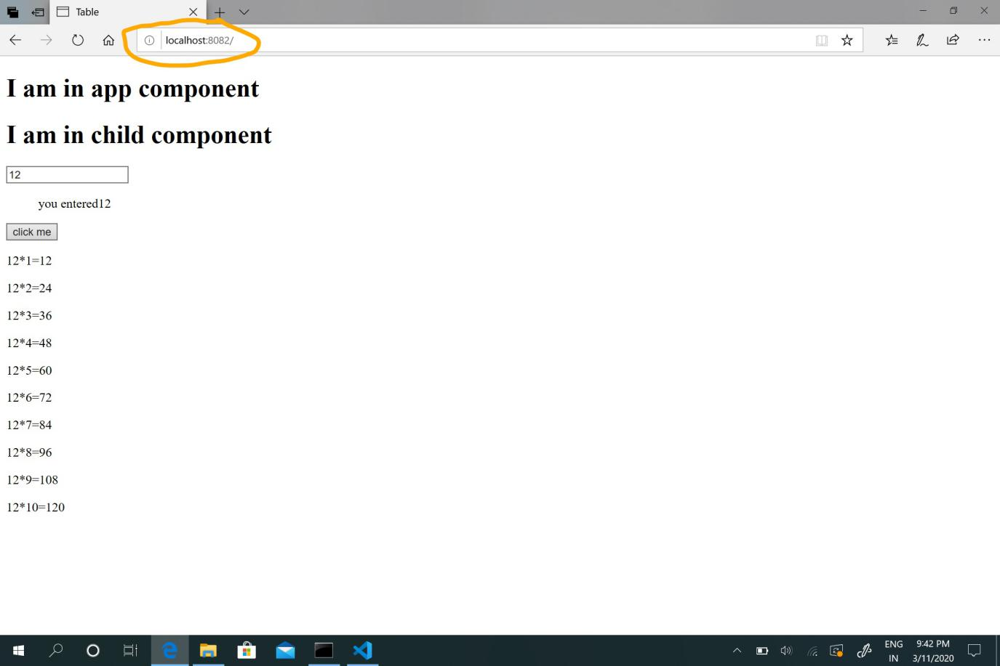 Table
localhost:8082/
I am in app component
I am in child component
12
you entered12
click me
12*1=12
12*2=24
12*3=36
12*4=48
12*5=60
12*6=72
12*7=84
12*8=96
12*9=108
12*10=120
ENG 9:42 PM
IN 3/11/2020